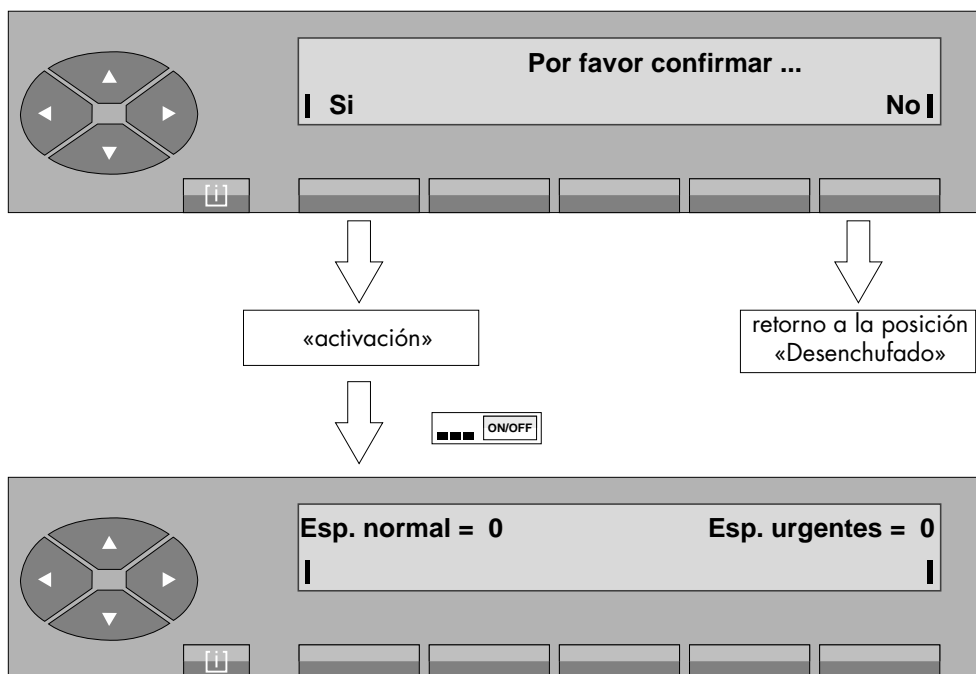 Por favor confirmar ...
Si No
[i]
«activación»
retorno a la posición
«Desenchufado»
ON/OFF
Esp. normal = 0 Esp. urgentes = 0
[i]